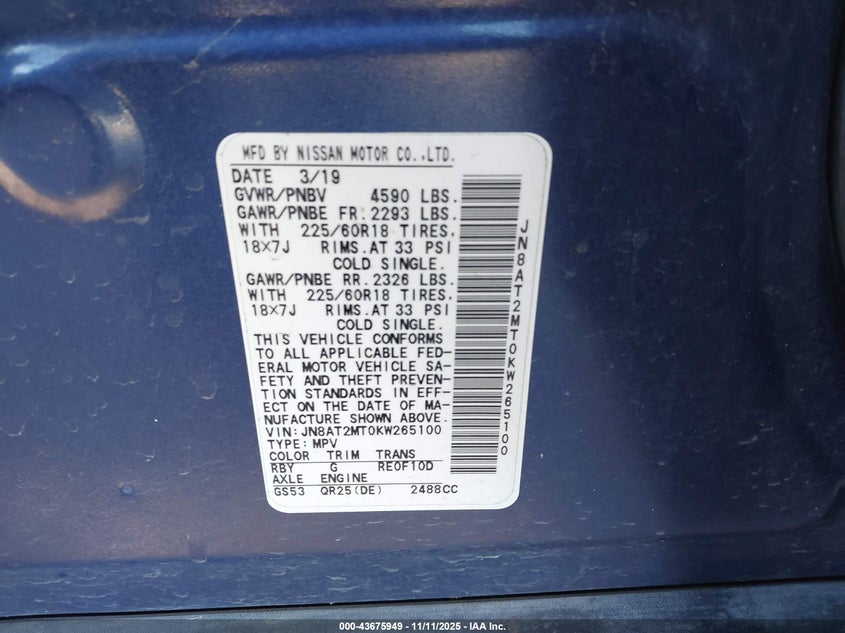 MFD BY NISSAN MOTOR CO.,LTD.
DATE 3/19
GVWR/PNBV 4590 LBS.
GAWR/PNBE FR. 2293 LBS.
WITH 225/60R18 TIRES,
18X7J RIMS. AT 33 PSI
COLD SINGLE.
GAWR/PNBE RR. 2326 LBS.
WITH 225/60R18 TIRES,
18X7J RIMS. AT 33 PSI
COLD SINGLE.
THIS VEHICLE CONFORMS
TO ALL APPLICABLE FED-
ERAL MOTOR VEHICLE SA-
FETY AND THEFT PREVEN-
TION STANDARDS IN EFF-
ECT ON THE DATE OF MA-
NUFACTURE SHOWN ABOVE.
VIN: JN8AT2MT0KW265100
TYPE: MPV
COLOR TRIM TRANS
RBY G RE0F10D
AXLE ENGINE
GS53 QR25(DE) 2488CC
JN8AT2MT0KW265100
000-43675949 - 11/11/2025 - IAA Inc.